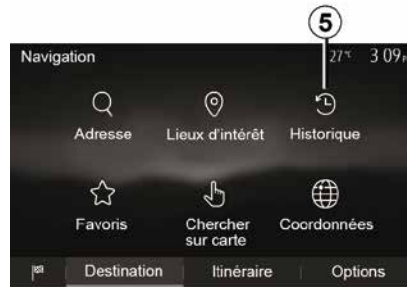 5
Navigation 27°C 3 09
Adresse Lieux d'intérêt Historique
Favoris Chercher sur carte Coordonnées
Destination Itinéraire Options